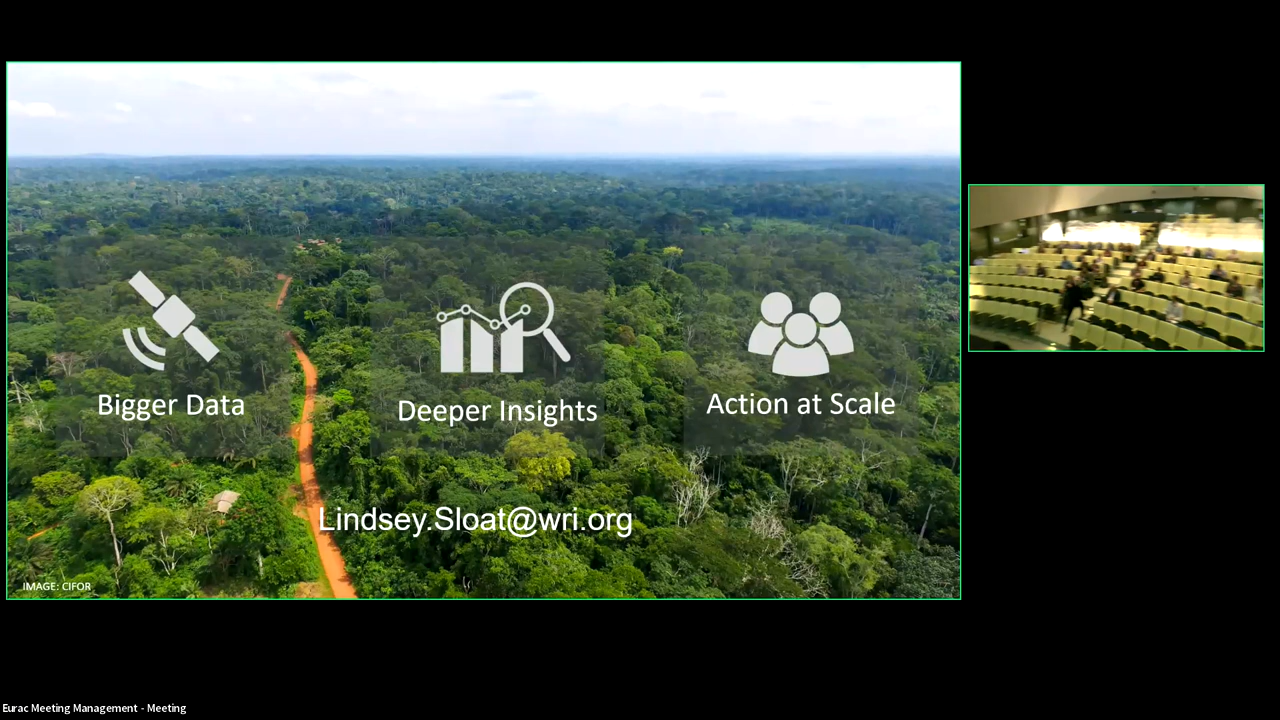 Bigger Data
Deeper Insights
Action at Scale
Lindsey.Sloat@wri.org
IMAGE: CIFOR
Eurac Meeting Management - Meeting